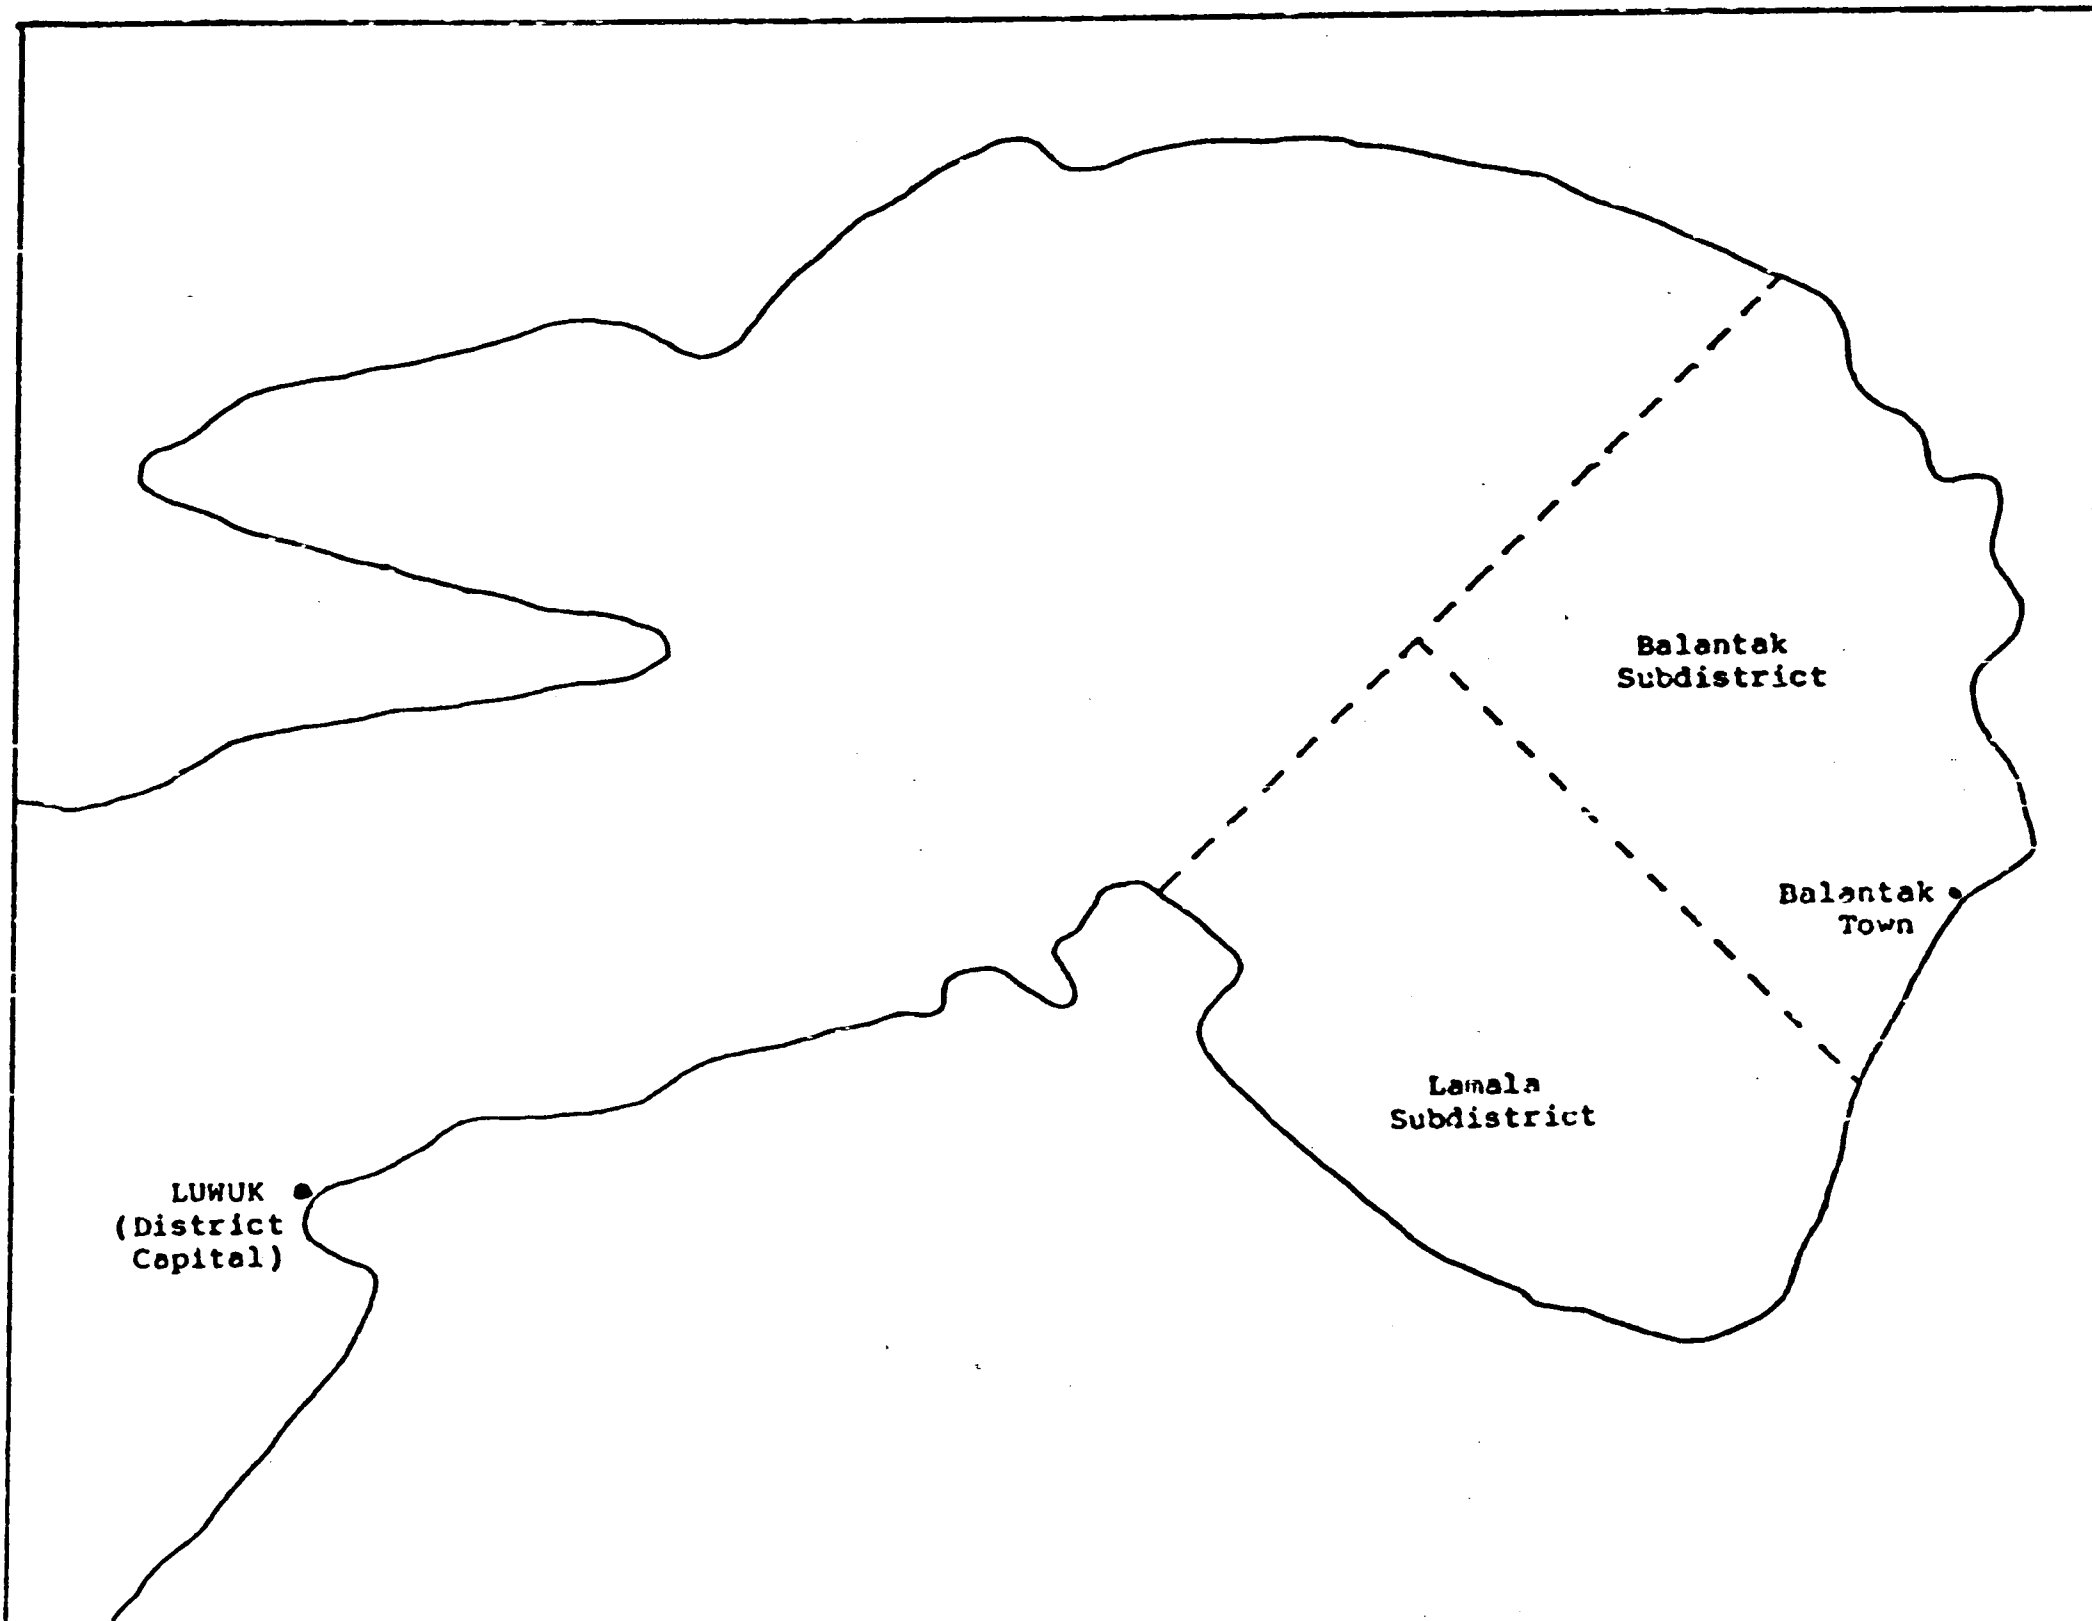 Balantak
Subdistrict
Balantak
Town
Lamala
Subdistrict
LUWUK
(District
Capital)